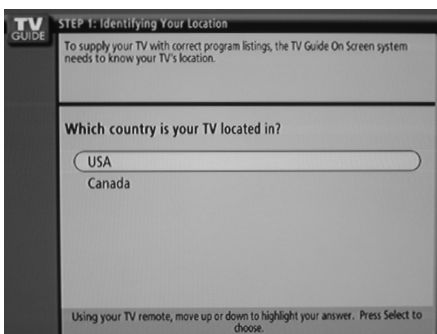 TV
GUIDE
STEP 1: Identifying Your Location
To supply your TV with correct program listings, the TV Guide On Screen system
needs to know your TV's location.
Which country is your TV located in?
USA
Canada
Using your TV remote, move up or down to highlight your answer. Press Select to
choose.